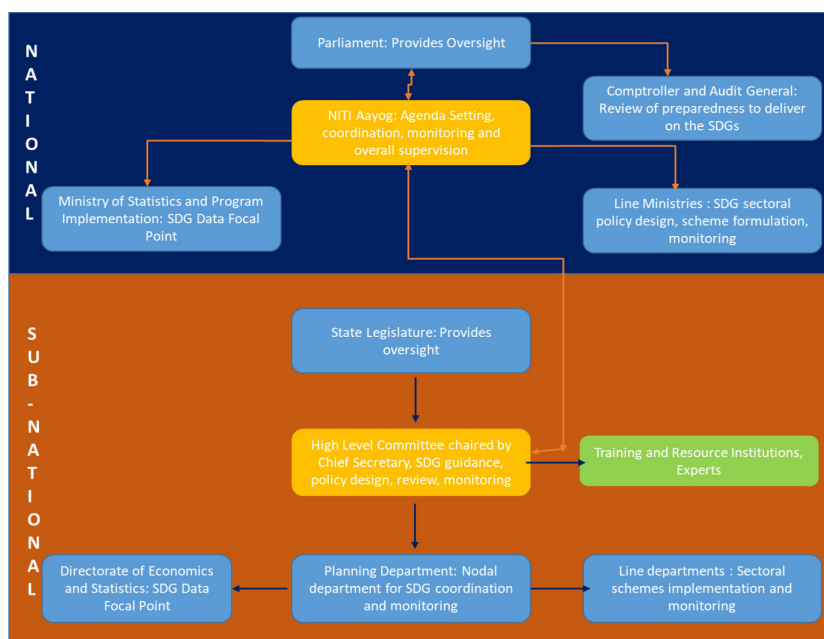 NATIONAL
Parliament: Provides Oversight
Comptroller and Audit General:
Review of preparedness to deliver
on the SDGs
NITI Aayog: Agenda Setting,
coordination, monitoring and
overall supervision
Ministry of Statistics and Program
Implementation: SDG Data Focal
Point
Line Ministries : SDG sectoral
policy design, scheme formulation,
monitoring
SUB-NATIONAL
State Legislature: Provides
oversight
High Level Committee chaired by
Chief Secretary, SDG guidance,
policy design, review, monitoring
Training and Resource Institutions,
Experts
Directorate of Economics
and Statistics: SDG Data
Focal Point
Planning Department: Nodal
department for SDG coordination
and monitoring
Line departments : Sectoral
schemes implementation and
monitoring